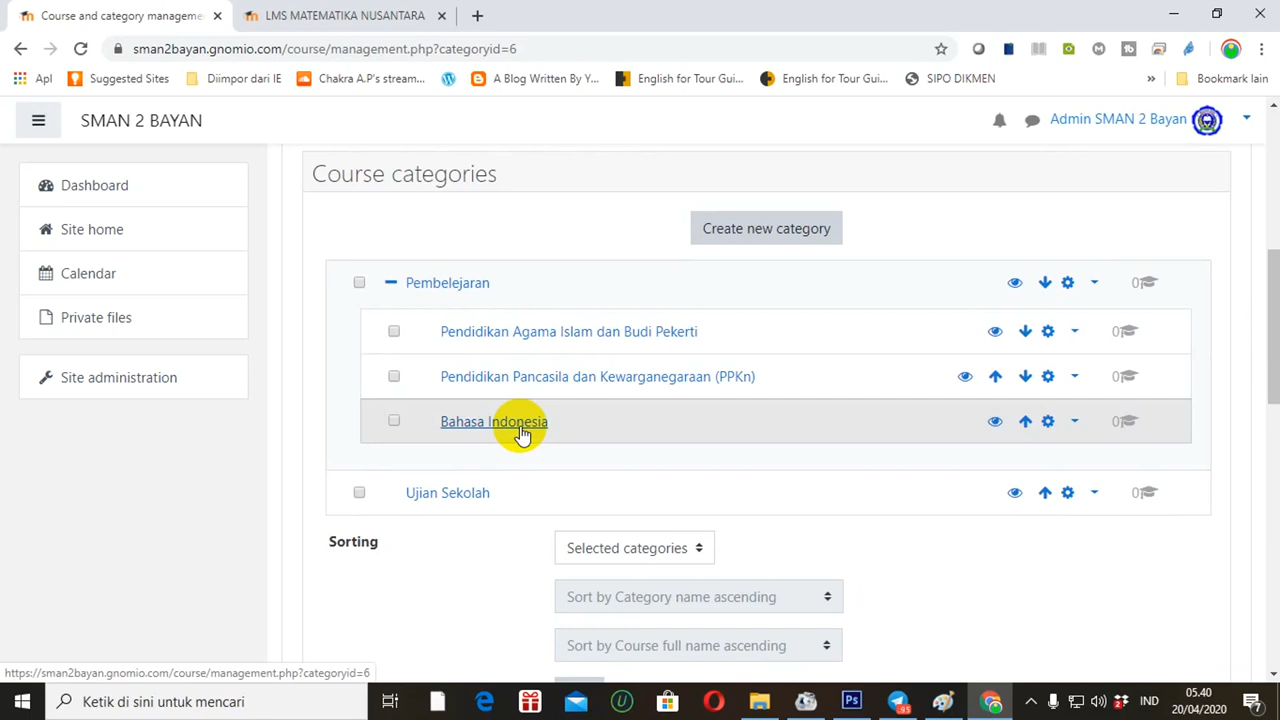 Course and category manageme
LMS MATEMATIKA NUSANTARA
sman2bayan.gnomio.com/course/management.php?categoryid=6
Apl
Suggested Sites
Diimpor dari IE
Chakra A.P's stream...
A Blog Written By Y...
English for Tour Gui...
English for Tour Gui...
SIPO DIKMEN
»
Bookmark lain
SMAN 2 BAYAN
Admin SMAN 2 Bayan
Dashboard
Site home
Calendar
Private files
Site administration
Course categories
Create new category
Pembelajaran
0
Pendidikan Agama Islam dan Budi Pekerti
0
Pendidikan Pancasila dan Kewarganegaraan (PPKn)
0
Bahasa Indonesia
0
Ujian Sekolah
0
Sorting
Selected categories
Sort by Category name ascending
Sort by Course full name ascending
https://sman2bayan.gnomio.com/course/management.php?categoryid=6
Ketik di sini untuk mencari
Ps
95
IND
05.40
20/04/2020
7